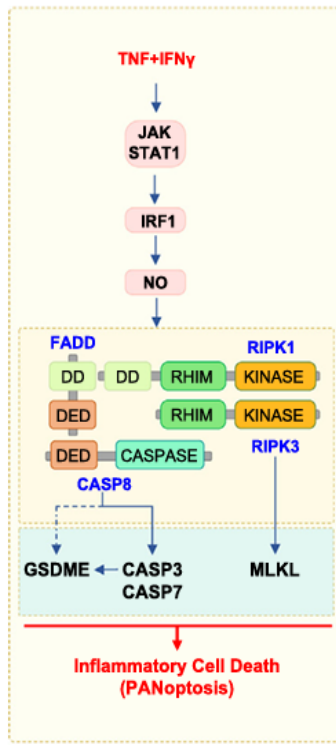 TNF+IFNγ
JAK
STAT1
IRF1
NO
FADD
RIPK1
DD
DD
RHIM
KINASE
DED
RHIM
KINASE
DED
CASPASE
RIPK3
CASP8
GSDME
CASP3
MLKL
CASP7
Inflammatory Cell Death
(PANoptosis)